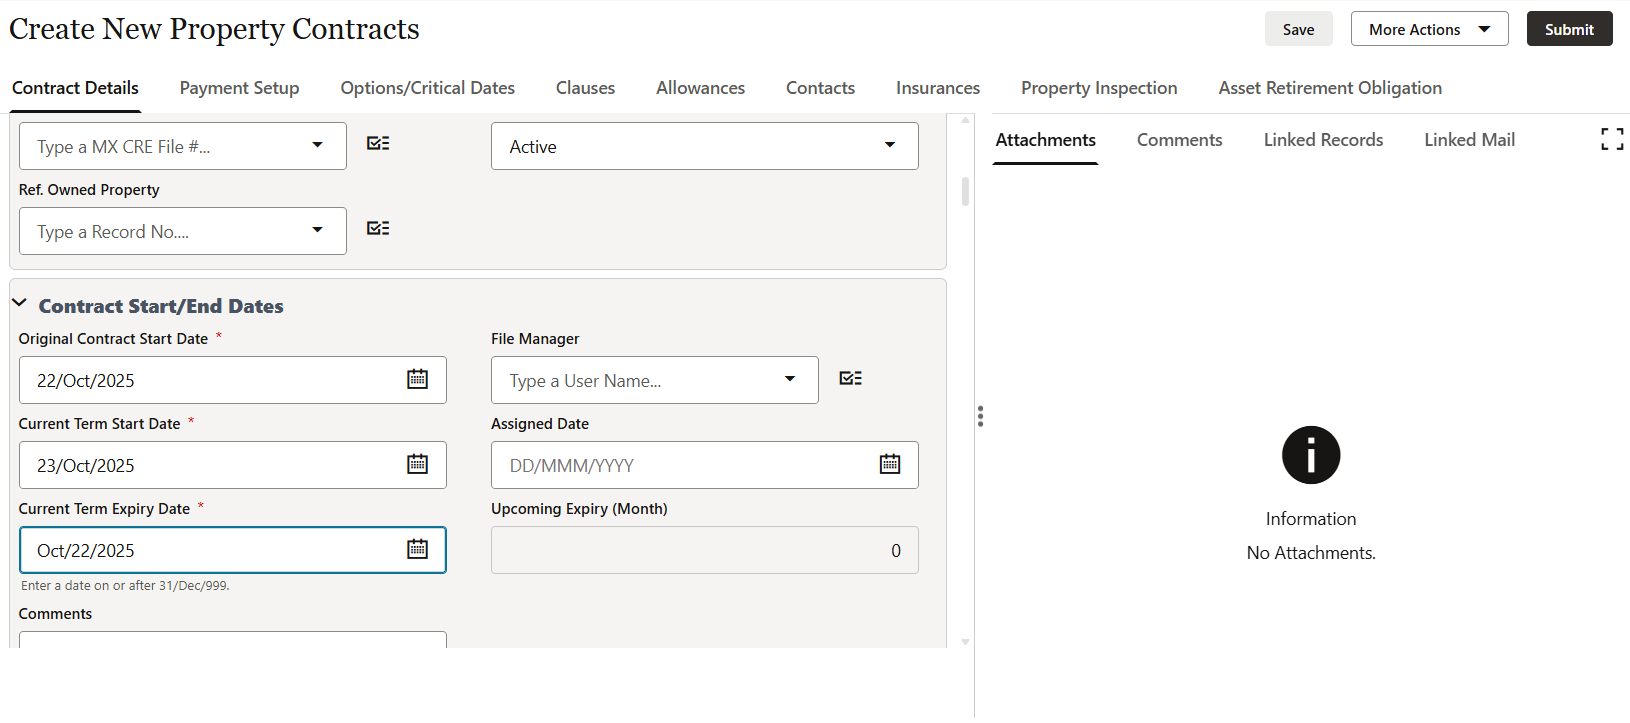 Create New Property Contracts
Save
More Actions
Submit
Contract Details
Payment Setup
Options/Critical Dates
Clauses
Allowances
Contacts
Insurances
Property Inspection
Asset Retirement Obligation
Type a MX CRE File #...
Active
Ref. Owned Property
Type a Record No....
Contract Start/End Dates
Original Contract Start Date *
File Manager
22/Oct/2025
Type a User Name...
Current Term Start Date *
Assigned Date
23/Oct/2025
DD/MMM/YYYY
Current Term Expiry Date *
Upcoming Expiry (Month)
Oct/22/2025
0
Enter a date on or after 31/Dec/999.
Comments
Attachments
Comments
Linked Records
Linked Mail
Information
No Attachments.